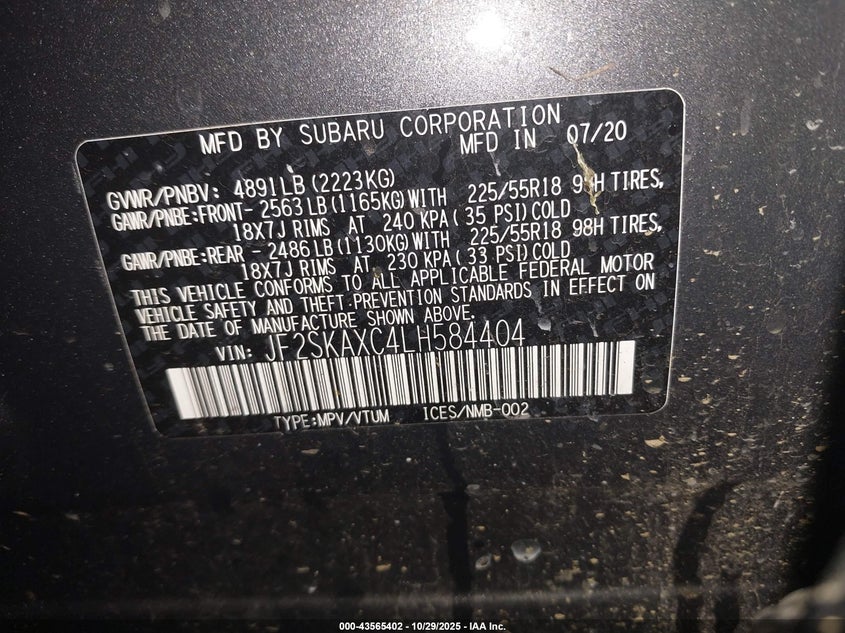 MFD BY SUBARU CORPORATION
MFD IN 07/20
GVWR/PNBV: 4891LB (2223KG)
GAWR/PNBE:FRONT- 2563 LB (1165KG) WITH 225/55R18 H TIRES,
18X7J RIMS AT 240 KPA ( 35 PSI) COLD
GAWR/PNBE:REAR - 2486 LB (1130KG) WITH 225/55R18 98H TIRES,
18X7J RIMS AT 230 KPA ( 33 PSI) COLD
THIS VEHICLE CONFORMS TO ALL APPLICABLE FEDERAL MOTOR
VEHICLE SAFETY AND THEFT PREVENTION STANDARDS IN EFFECT ON
THE DATE OF MANUFACTURE SHOWN ABOVE.
VIN: JF2SKAXC4LH584404
TYPE:MPV/VTUM ICES/NMB-002
000-43565402 - 10/29/2025 - IAA Inc.